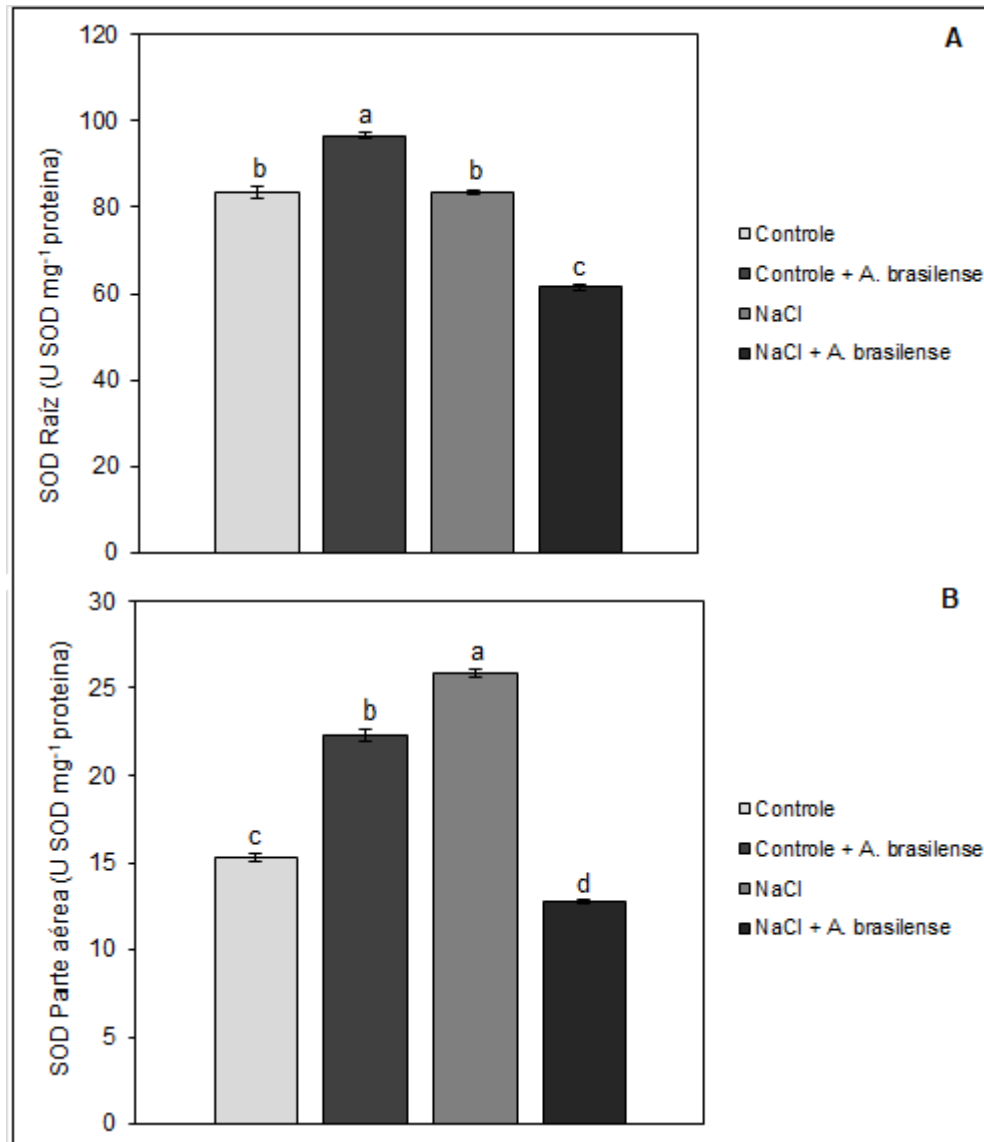 A
SOD Raíz (U SOD mg⁻¹ proteina)
120
100
80
60
40
20
0
b
a
b
c
Controle
Controle + A. brasilense
NaCl
NaCl + A. brasilense
B
SOD Parte aérea (U SOD mg⁻¹ proteina)
30
25
20
15
10
5
0
c
b
a
d
Controle
Controle + A. brasilense
NaCl
NaCl + A. brasilense